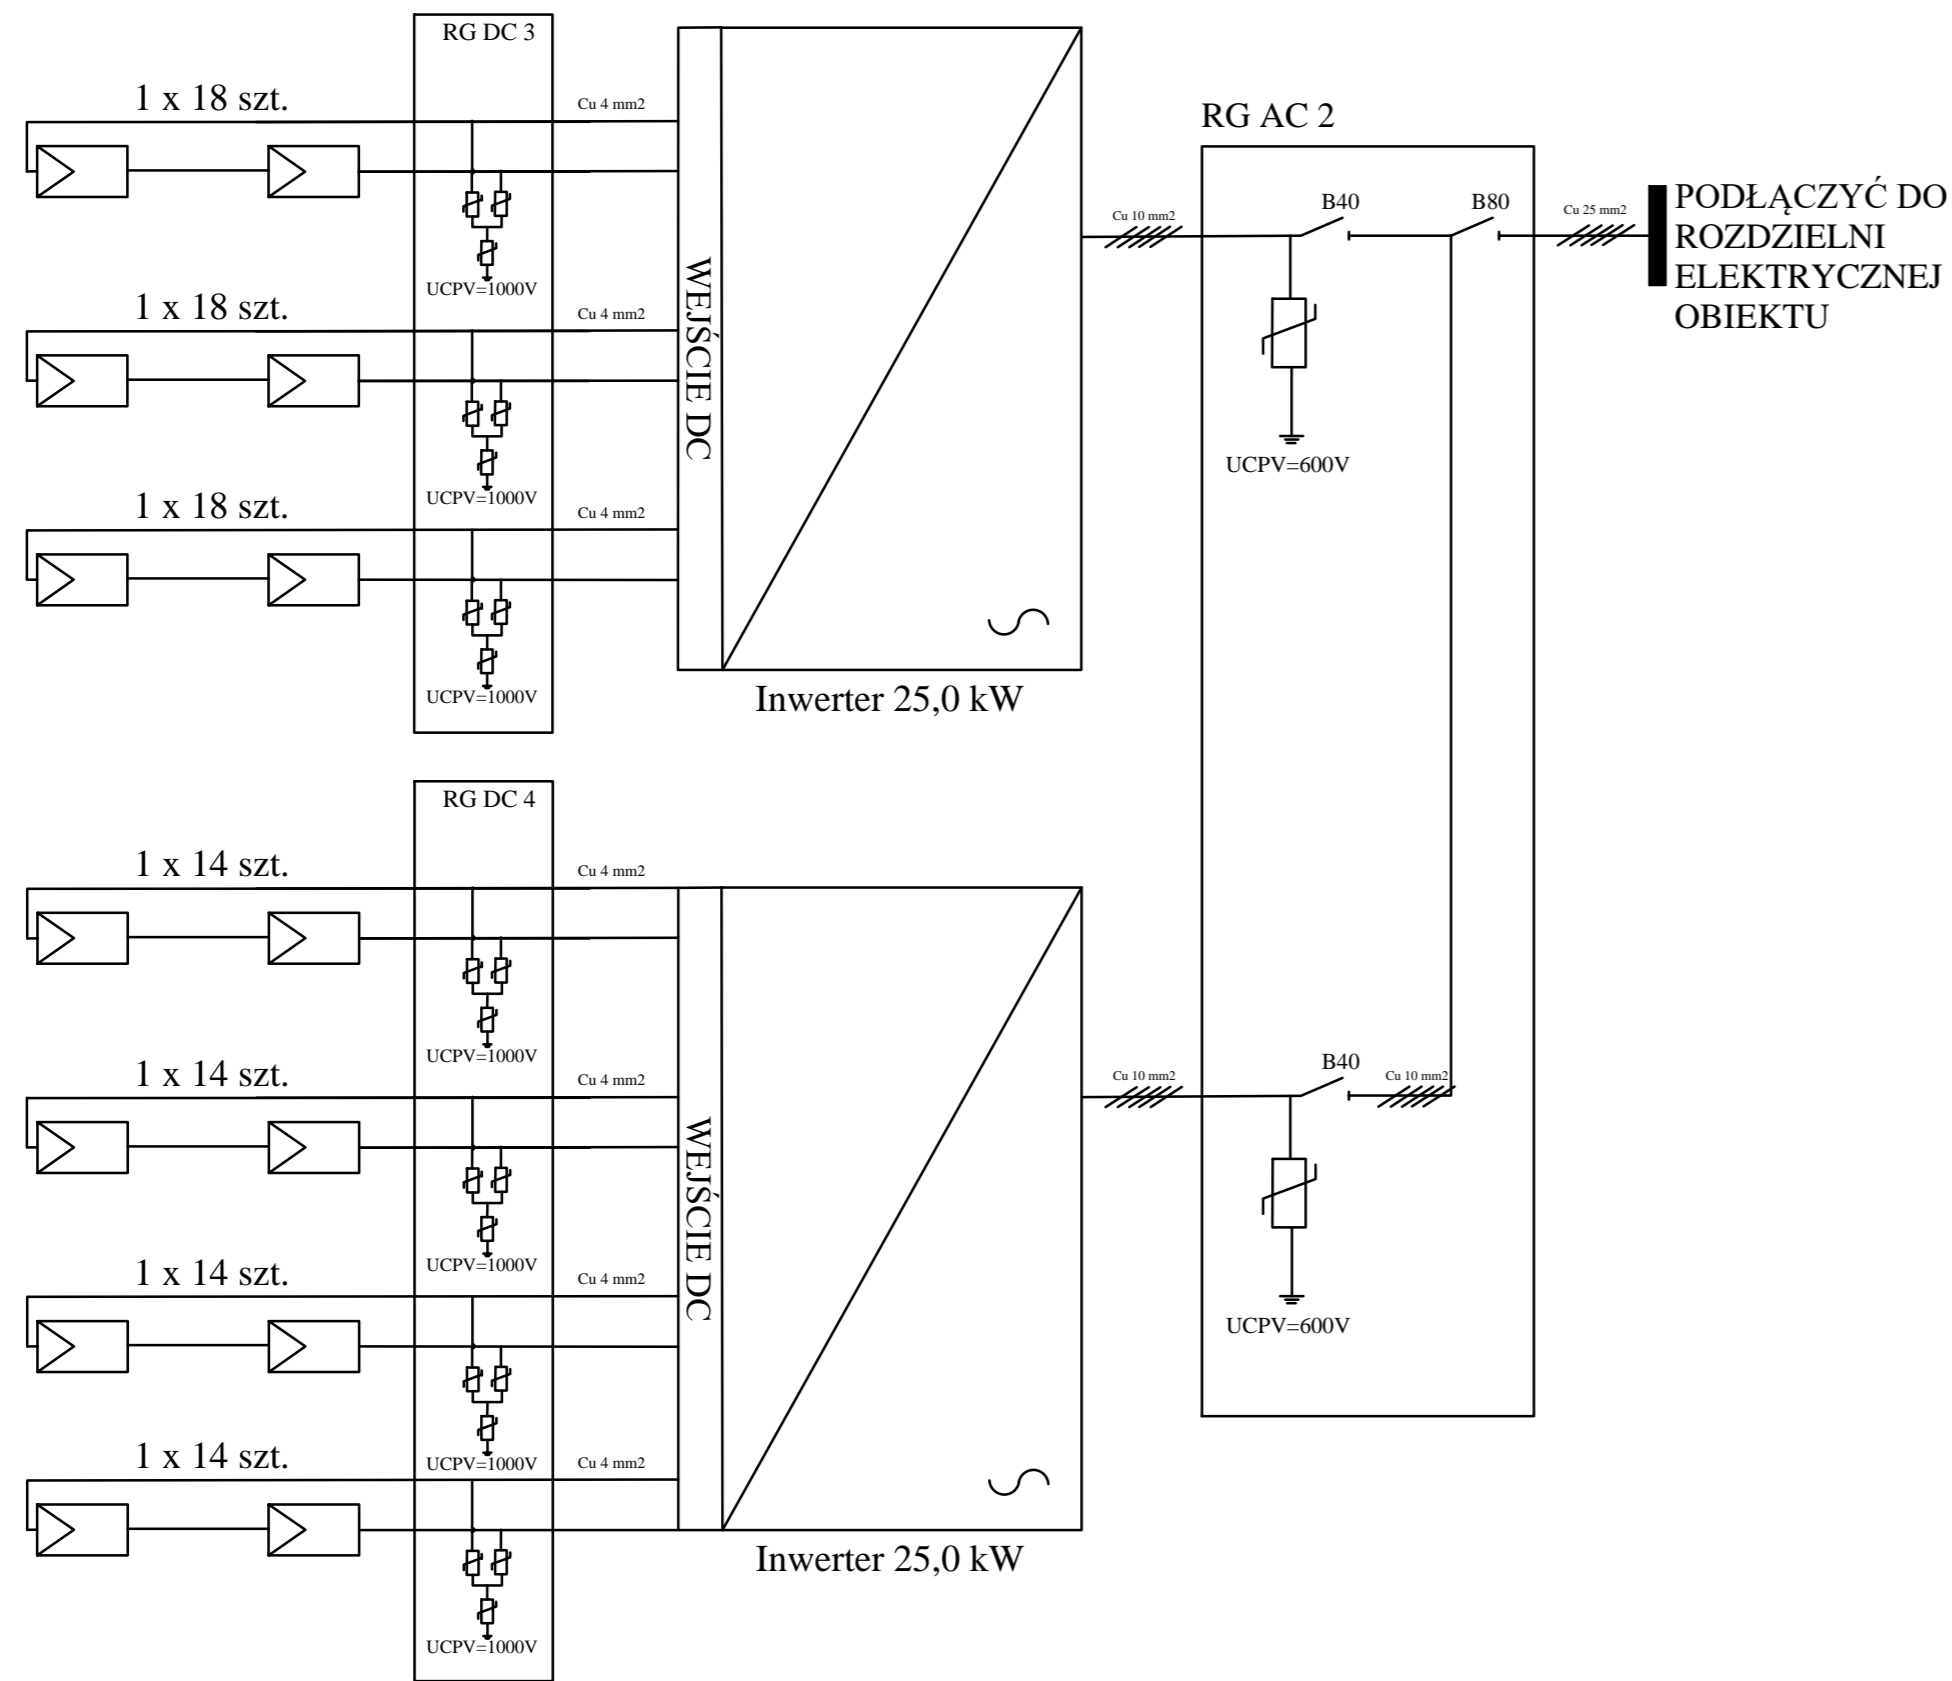 RG DC 3
1 x 18 szt.
Cu 4 mm2
UCPV=1000V
1 x 18 szt.
Cu 4 mm2
UCPV=1000V
1 x 18 szt.
Cu 4 mm2
UCPV=1000V
WEJŚCIE DC
Inwerter 25,0 kW
RG AC 2
Cu 10 mm2
B40
B80
Cu 25 mm2
PODŁĄCZYĆ DO
ROZDZIELNI
ELEKTRYCZNEJ
OBIEKTU
UCPV=600V
RG DC 4
1 x 14 szt.
Cu 4 mm2
UCPV=1000V
1 x 14 szt.
Cu 4 mm2
UCPV=1000V
1 x 14 szt.
Cu 4 mm2
UCPV=1000V
1 x 14 szt.
Cu 4 mm2
UCPV=1000V
WEJŚCIE DC
Inwerter 25,0 kW
Cu 10 mm2
B40
Cu 10 mm2
UCPV=600V